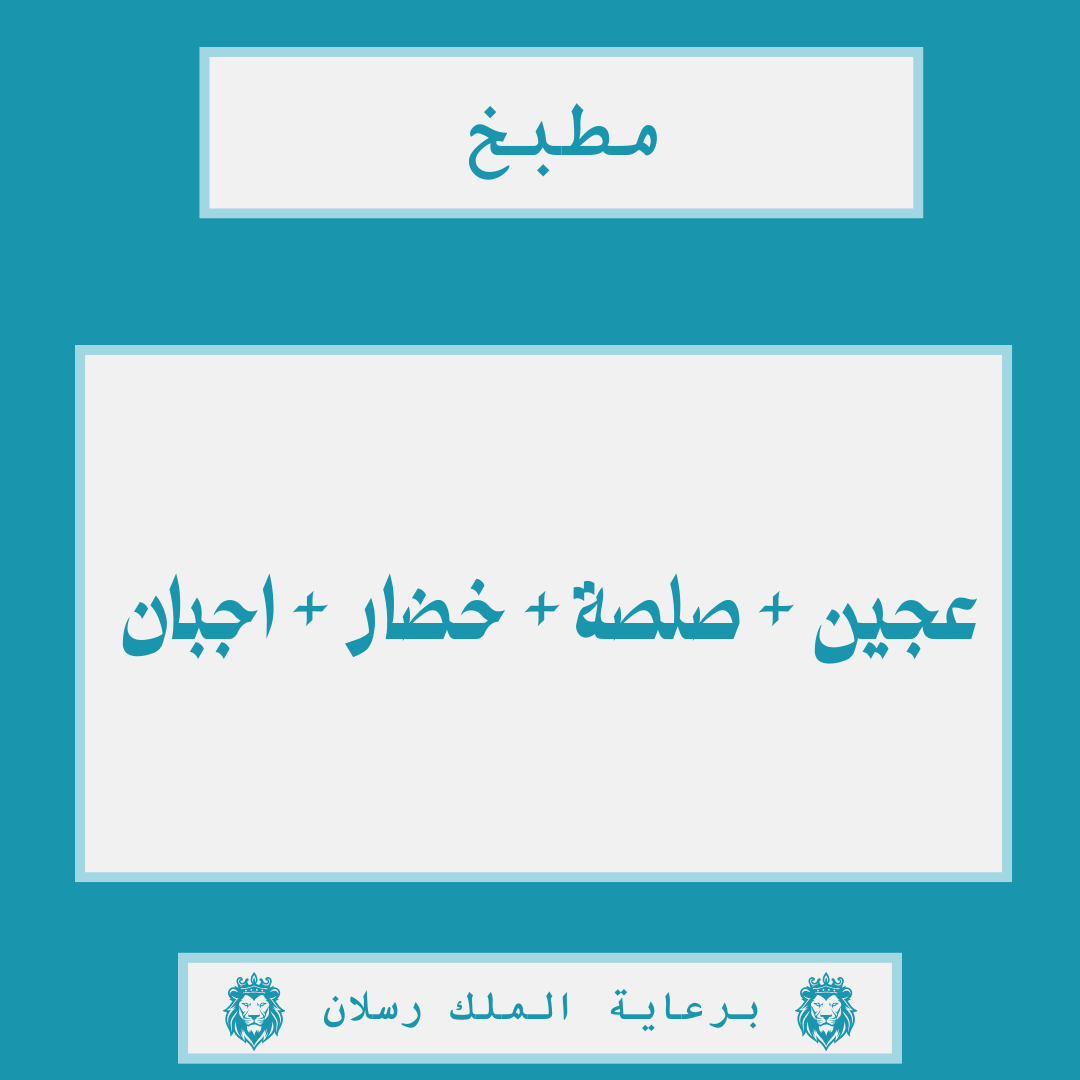 مطبخ
عجين + صلصة + خضار + اجبان
برعاية الملك رسلان